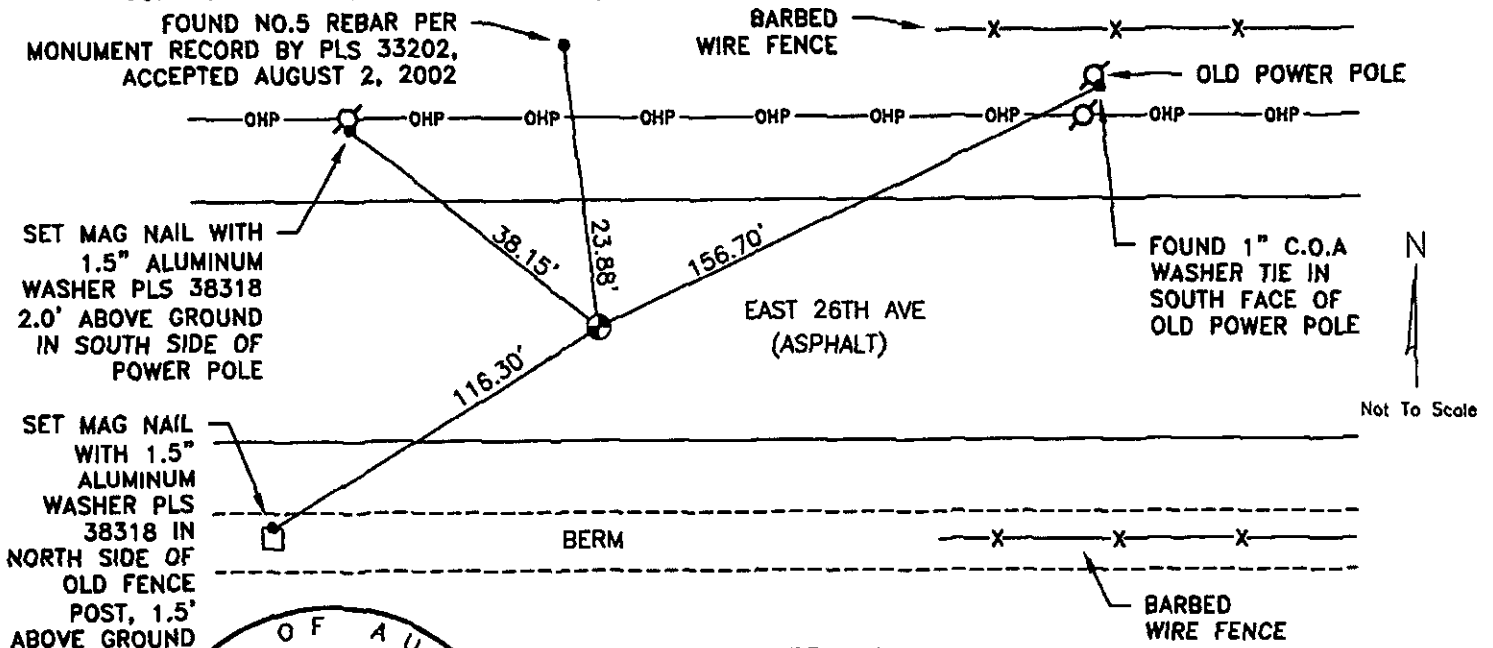 FOUND NO.5 REBAR PER
MONUMENT RECORD BY PLS 33202,
ACCEPTED AUGUST 2, 2002
BARBED
WIRE FENCE
X X X
OLD POWER POLE
OHP OHP OHP OHP OHP OHP OHP OHP OHP
SET MAG NAIL WITH
1.5" ALUMINUM
WASHER PLS 38318
2.0' ABOVE GROUND
IN SOUTH SIDE OF
POWER POLE
38.15'
23.88'
156.70'
116.30'
EAST 26TH AVE
(ASPHALT)
FOUND 1" C.O.A
WASHER TIE IN
SOUTH FACE OF
OLD POWER POLE
N
Not To Scale
SET MAG NAIL
WITH 1.5"
ALUMINUM
WASHER PLS
38318 IN
NORTH SIDE OF
OLD FENCE
POST, 1.5'
ABOVE GROUND
BERM
X X X
BARBED
WIRE FENCE
OF AU